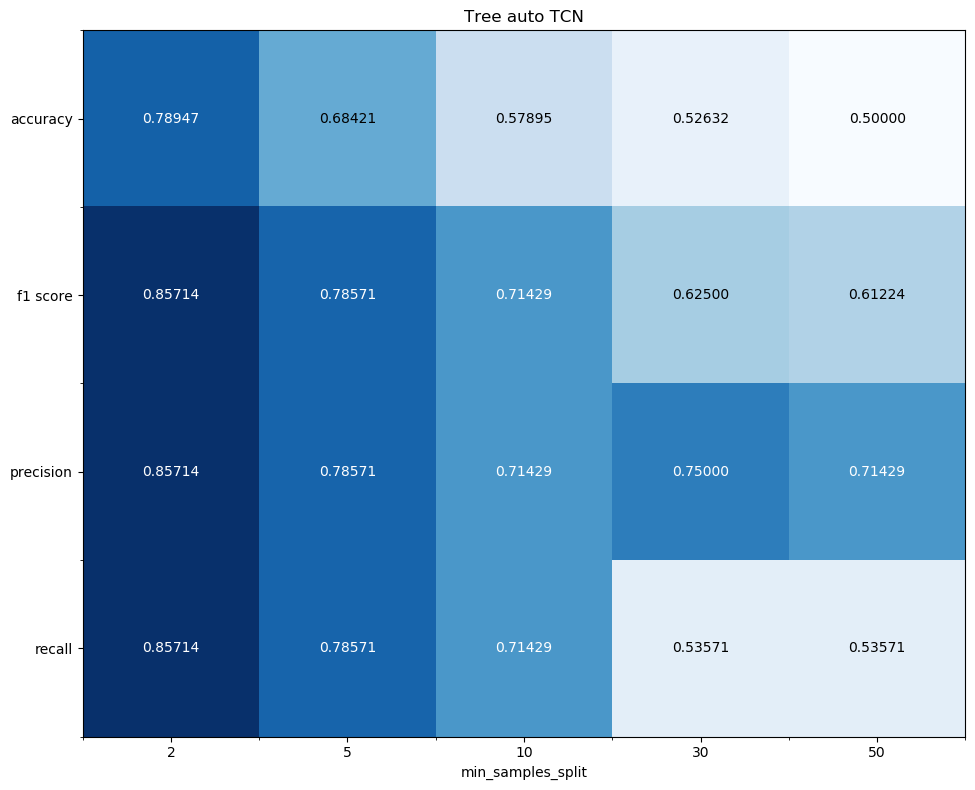 Tree auto TCN
accuracy 0.78947 0.68421 0.57895 0.52632 0.50000
f1 score 0.85714 0.78571 0.71429 0.62500 0.61224
precision 0.85714 0.78571 0.71429 0.75000 0.71429
recall 0.85714 0.78571 0.71429 0.53571 0.53571
2 5 10 30 50
min_samples_split